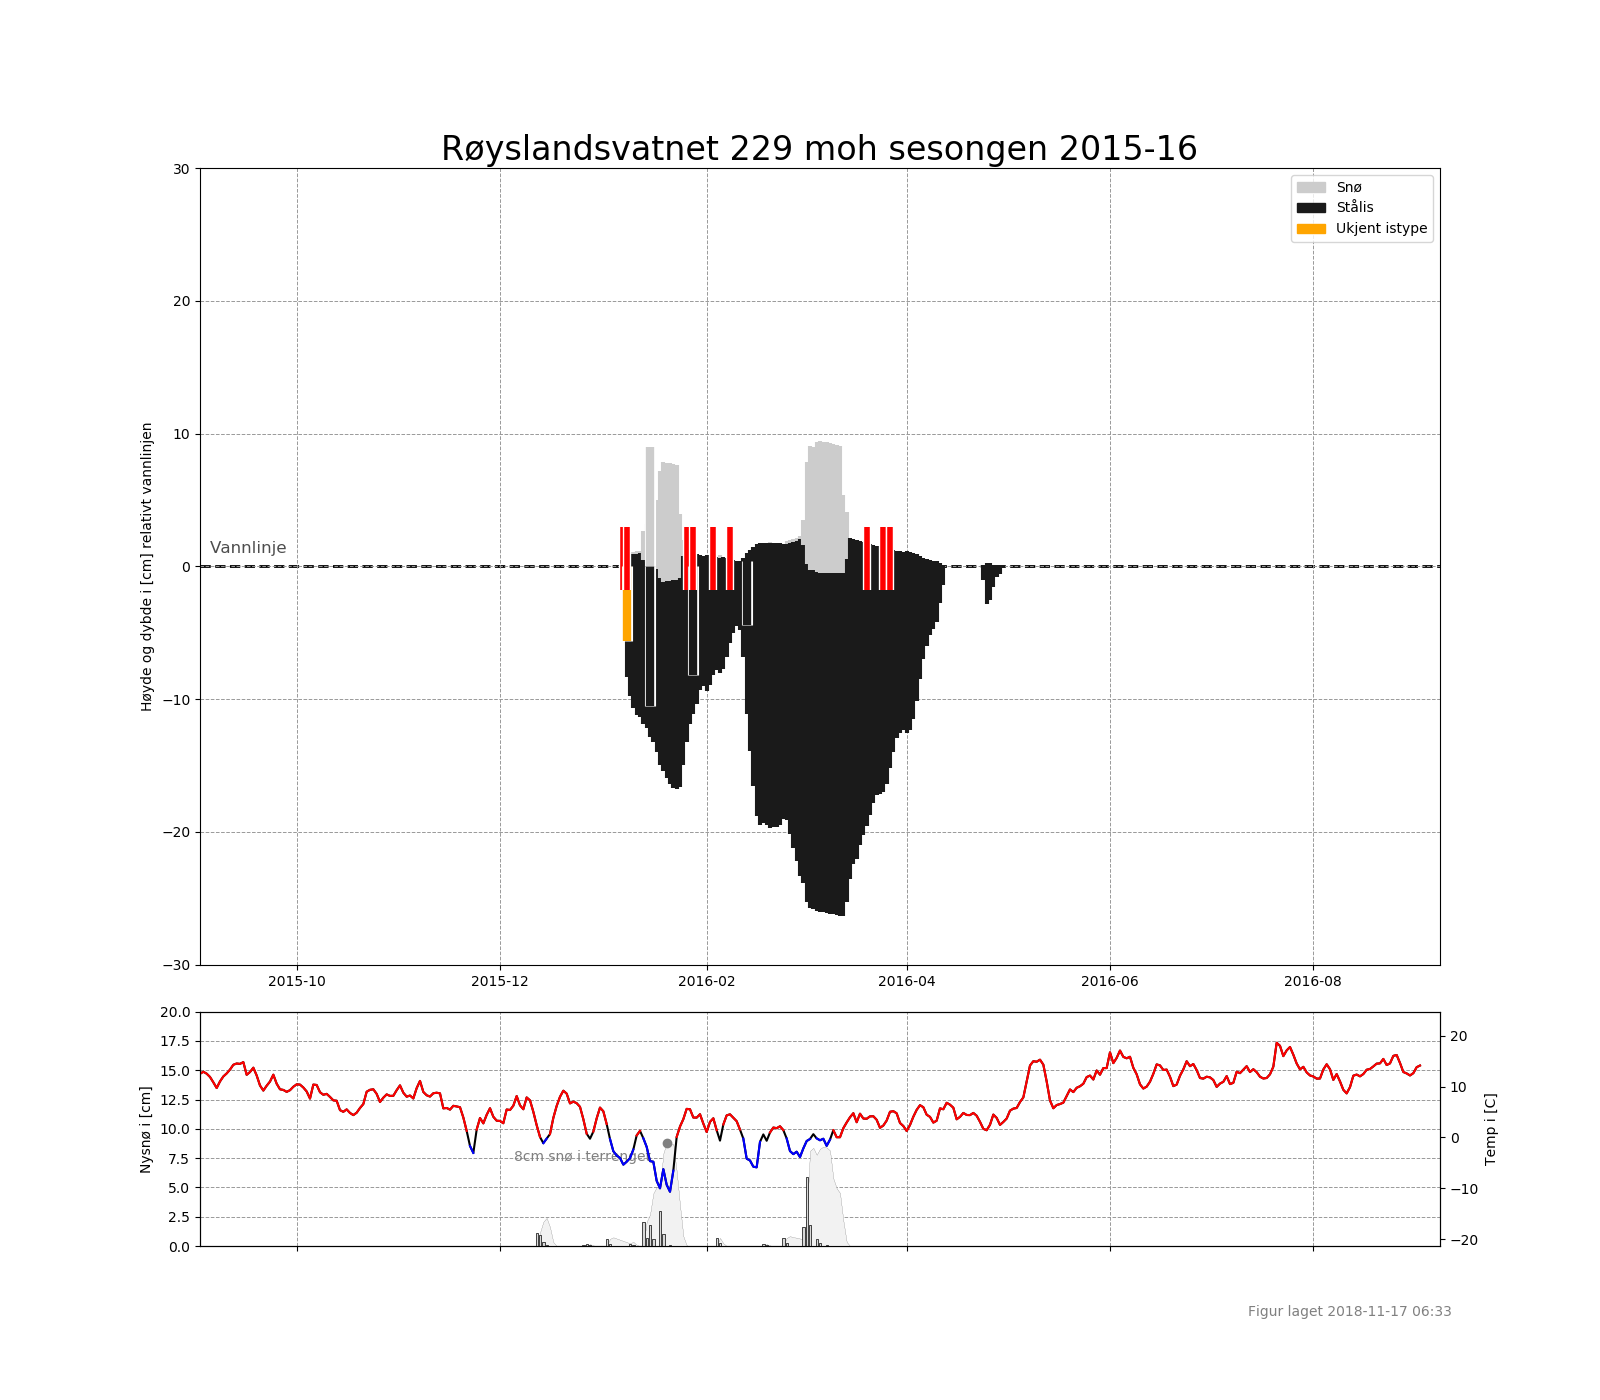 Røyslandsvatnet 229 moh sesongen 2015-16
30
20
10
0
−10
−20
−30
Høyde og dybde i [cm] relativt vannlinjen
Vannlinje
Snø
Stålis
Ukjent istype
2015-10
2015-12
2016-02
2016-04
2016-06
2016-08
20.0
17.5
15.0
12.5
10.0
7.5
5.0
2.5
0.0
Nysnø i [cm]
8cm snø i terrenget
20
10
0
−10
−20
Temp i [C]
Figur laget 2018-11-17 06:33